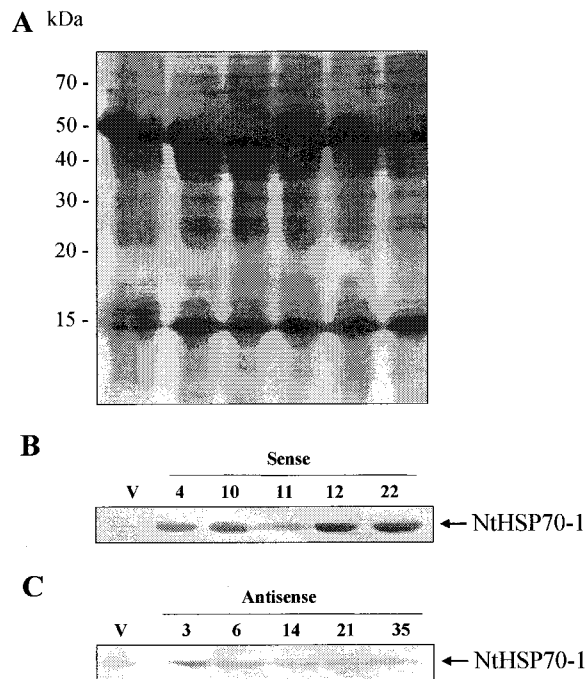 A kDa
70 -
50 -
40 -
30 -
20 -
15 -
B
Sense
V 4 10 11 12 22
NtHSP70-1
C
Antisense
V 3 6 14 21 35
NtHSP70-1